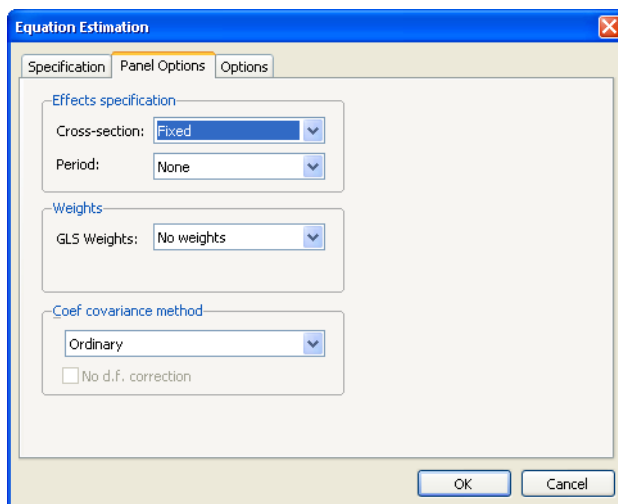 Equation Estimation
Specification Panel Options Options
Effects specification
Cross-section: Fixed
Period: None
Weights
GLS Weights: No weights
Coef covariance method
Ordinary
No d.f. correction
OK Cancel